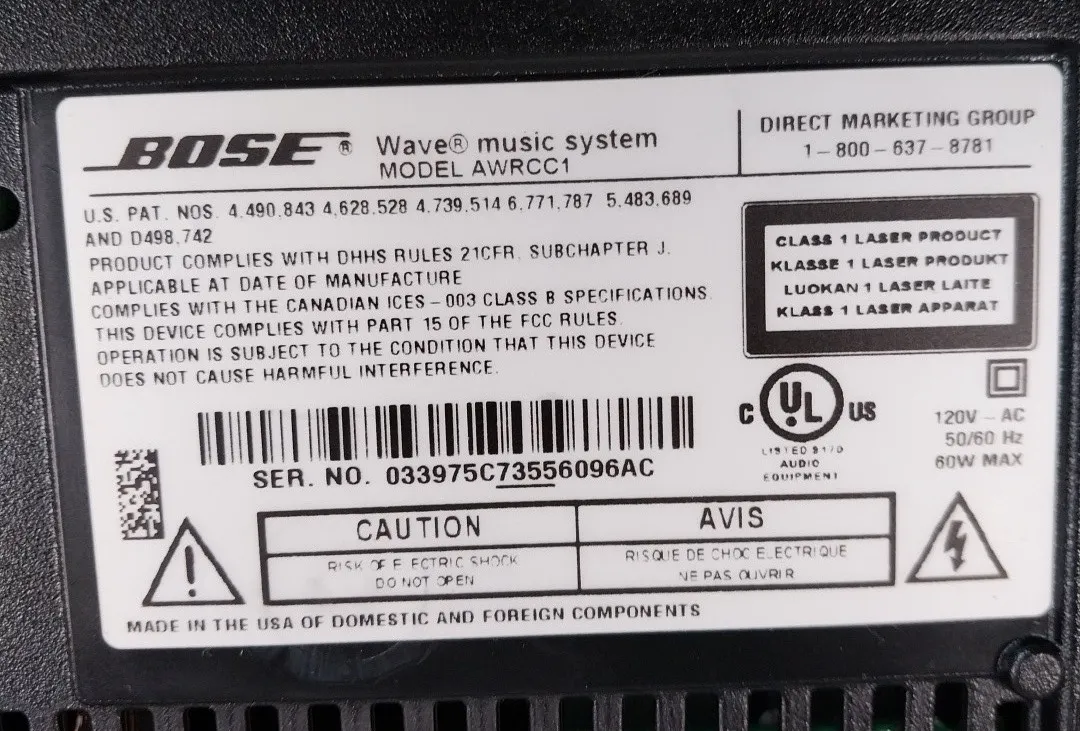 BOSE® Wave® music system
MODEL AWRCC1
DIRECT MARKETING GROUP
1-800-637-8781
U.S. PAT. NOS. 4,490,843 4,628,528 4,739,514 6,771,787 5,483,689
AND D498,742
PRODUCT COMPLIES WITH DHHS RULES 21CFR, SUBCHAPTER J,
APPLICABLE AT DATE OF MANUFACTURE
COMPLIES WITH THE CANADIAN ICES-003 CLASS B SPECIFICATIONS.
THIS DEVICE COMPLIES WITH PART 15 OF THE FCC RULES.
OPERATION IS SUBJECT TO THE CONDITION THAT THIS DEVICE
DOES NOT CAUSE HARMFUL INTERFERENCE.
CLASS 1 LASER PRODUCT
KLASSE 1 LASER PRODUKT
LUOKAN 1 LASER LAITE
KLASS 1 LASER APPARAT
C UL US
LISTED
AUDIO
EQUIPMENT
120V - AC
50/60 Hz
60W MAX
SER. NO. 033975C73556096AC
CAUTION
RISK OF ELECTRIC SHOCK
DO NOT OPEN
AVIS
RISQUE DE CHOC ELECTRIQUE
NE PAS OUVRIR
MADE IN THE USA OF DOMESTIC AND FOREIGN COMPONENTS